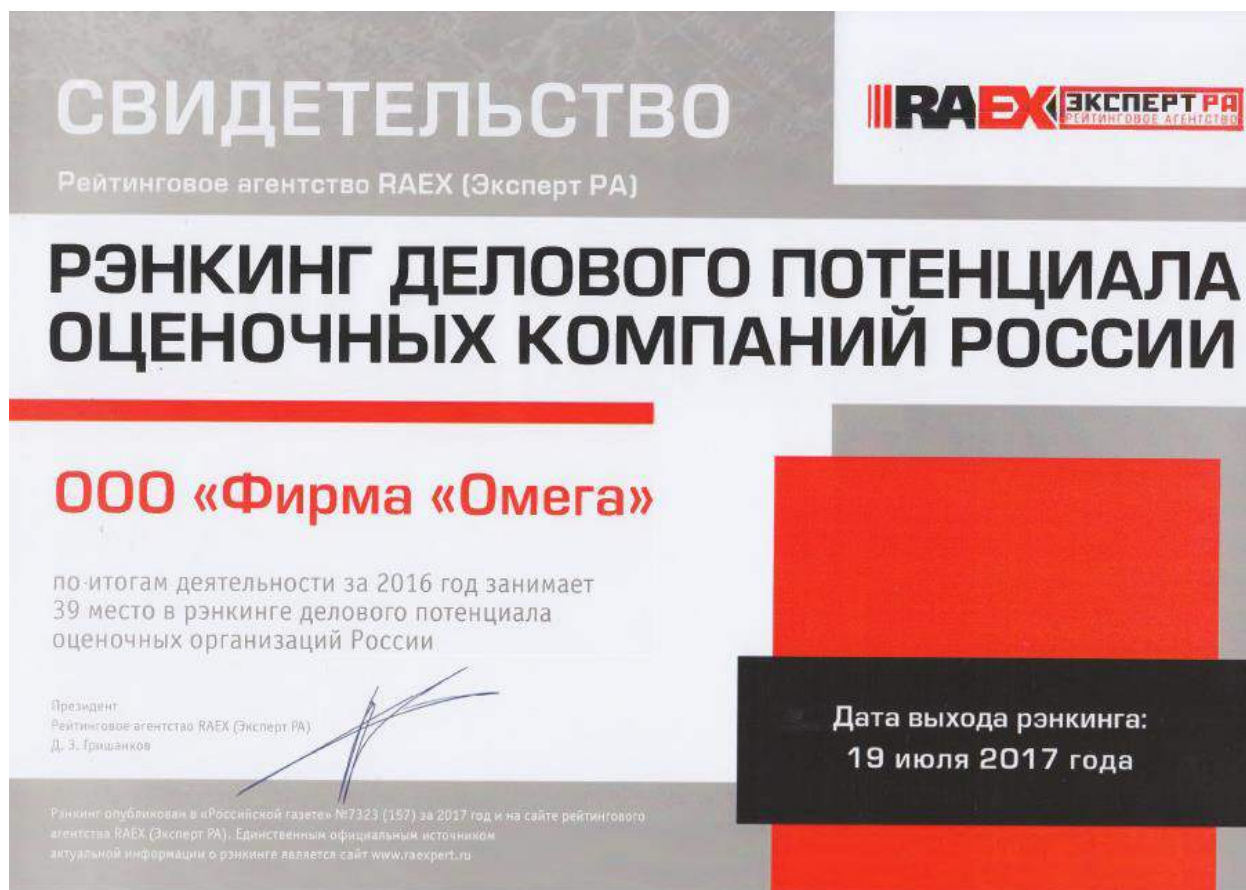 СВИДЕТЕЛЬСТВО
Рейтинговое агентство RAEX (Эксперт РА)
RAEX ЭКСПЕРТ РА
РЕЙТИНГОВОЕ АГЕНТСТВО
РЭНКИНГ ДЕЛОВОГО ПОТЕНЦИАЛА
ОЦЕНОЧНЫХ КОМПАНИЙ РОССИИ
ООО «Фирма «Омега»
по итогам деятельности за 2016 год занимает
39 место в рэнкинге делового потенциала
оценочных организаций России
Президент
Рейтинговое агентство RAEX (Эксперт РА)
Д. Э. Гришанков
Дата выхода рэнкинга:
19 июля 2017 года
Рэнкинг опубликован в «Российской газете» №7323 (157) за 2017 год и на сайте рейтингового
агентства RAEX (Эксперт РА). Единственным официальным источником
актуальной информации о рэнкинге является сайт www.raexpert.ru